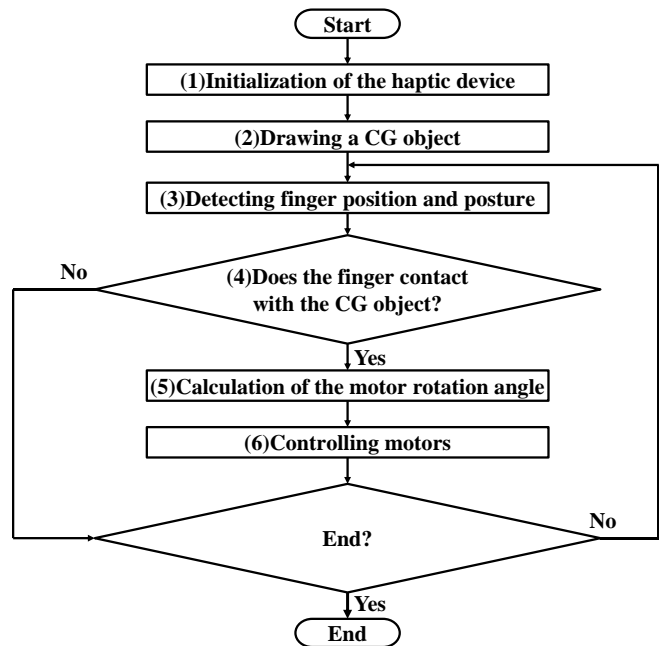 Start
(1)Initialization of the haptic device
(2)Drawing a CG object
(3)Detecting finger position and posture
No
(4)Does the finger contact
with the CG object?
Yes
(5)Calculation of the motor rotation angle
(6)Controlling motors
No
End?
Yes
End